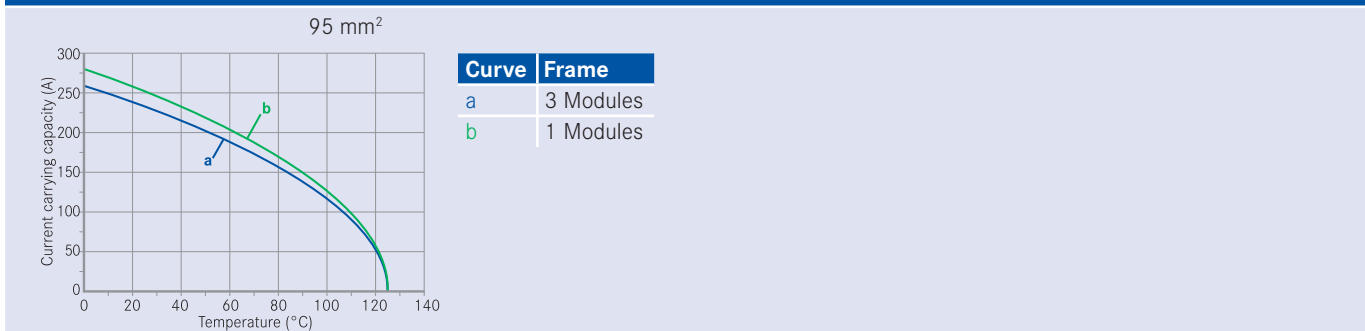 95 mm²
Current carrying capacity (A)
300
250
200
150
100
50
0
a
b
0 20 40 60 80 100 120 140
Temperature (°C)
Curve Frame
a 3 Modules
b 1 Modules